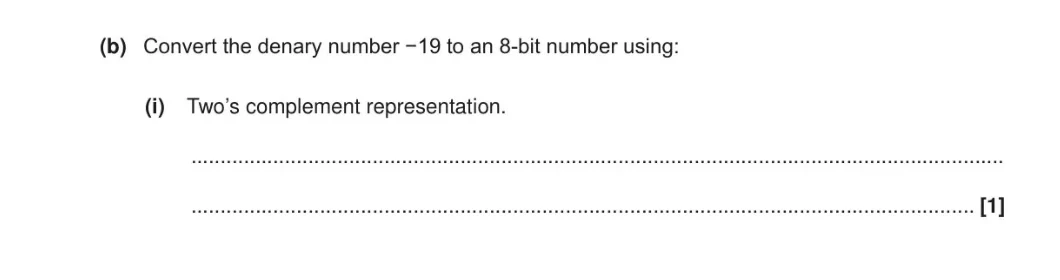 (b) Convert the denary number −19 to an 8-bit number using:
(i) Two’s complement representation.
....................................................................................................................................................
.............................................................................................................................................. [1]